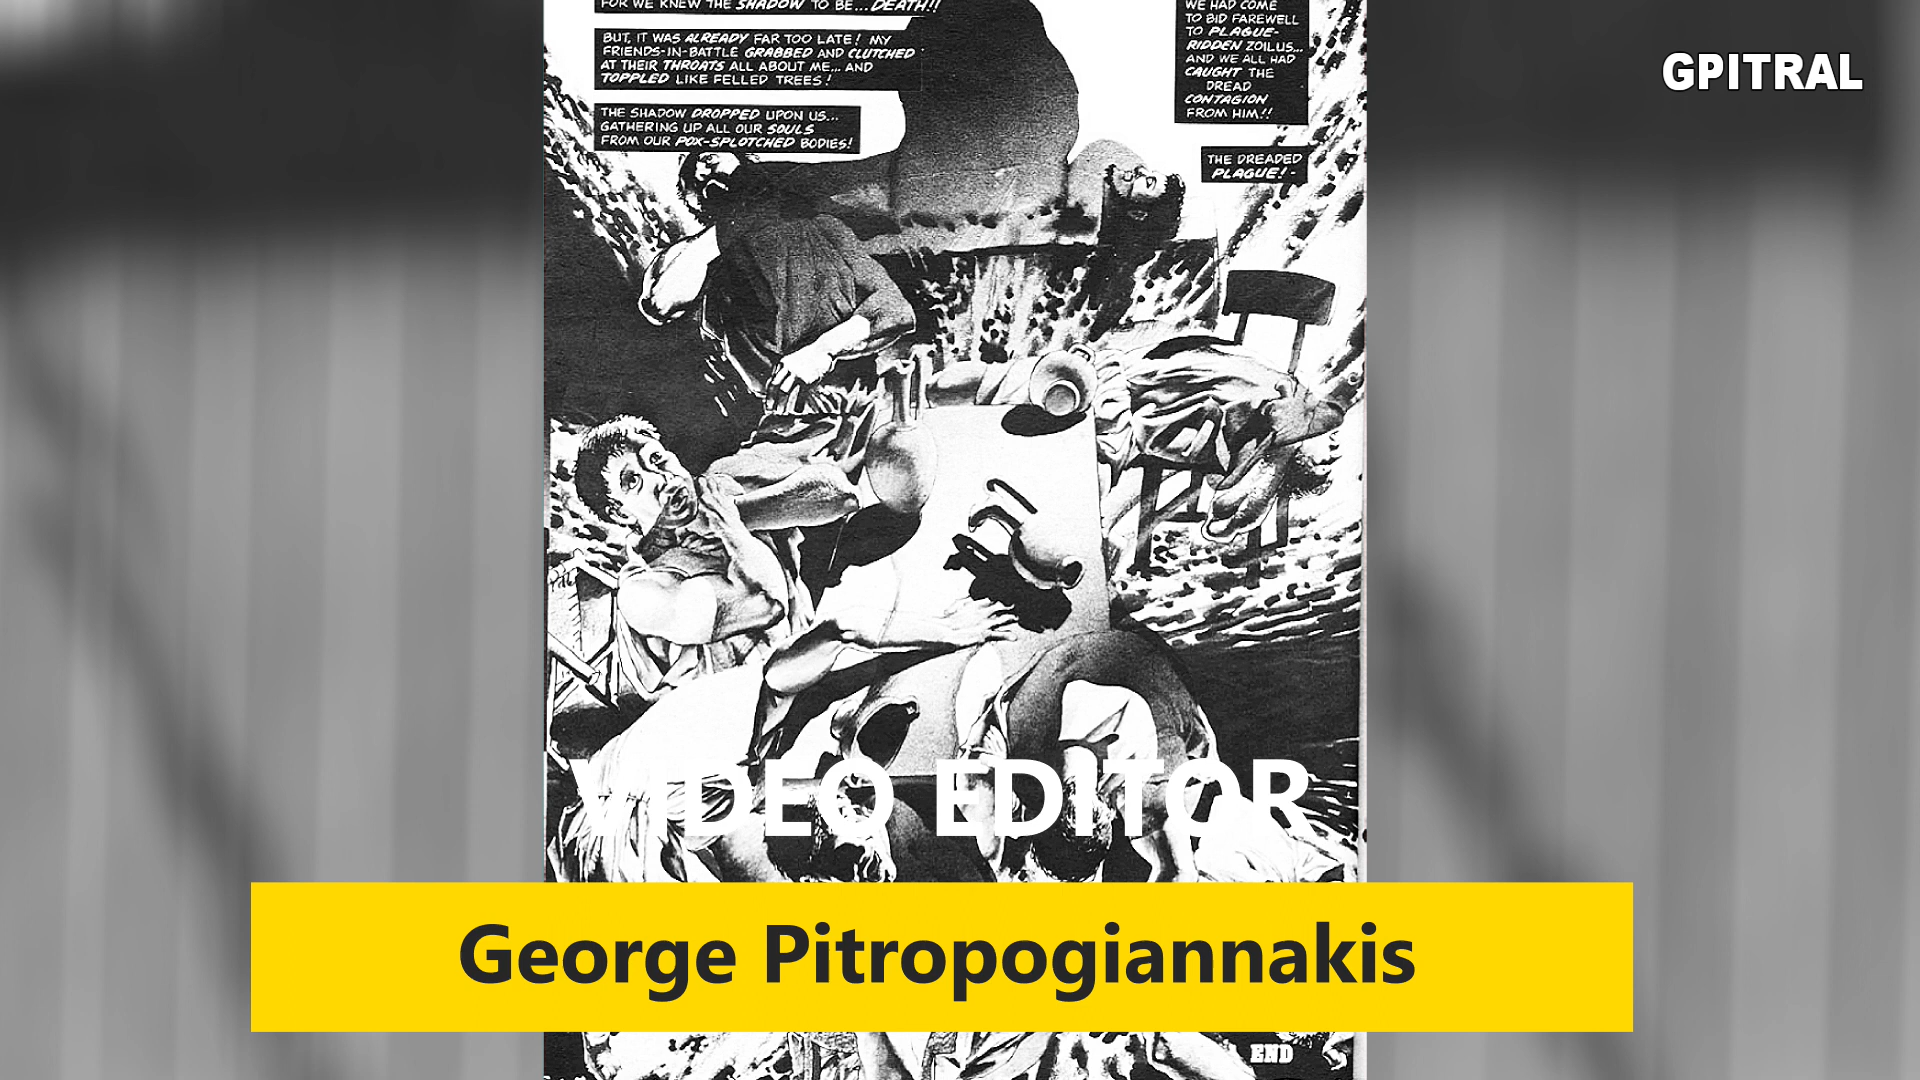 FOR WE KNEW THE SHADOW TO BE... DEATH!!
BUT, IT WAS ALREADY FAR TOO LATE! MY
FRIENDS-IN-BATTLE GRABBED AND CLUTCHED
AT THEIR THROATS ALL ABOUT ME... AND
TOPPLED LIKE FELLED TREES!
THE SHADOW DROPPED UPON US...
GATHERING UP ALL OUR SOULS
FROM OUR POX-SPLOTCHED BODIES!
WE HAD COME
TO BID FAREWELL
TO PLAGUE-
RIDDEN ZOILUS...
AND WE ALL HAD
CAUGHT THE
DREAD
CONTAGION
FROM HIM!!
THE DREADED
PLAGUE!-
GPITRAL
VIDEO EDITOR
George Pitropogiannakis
END